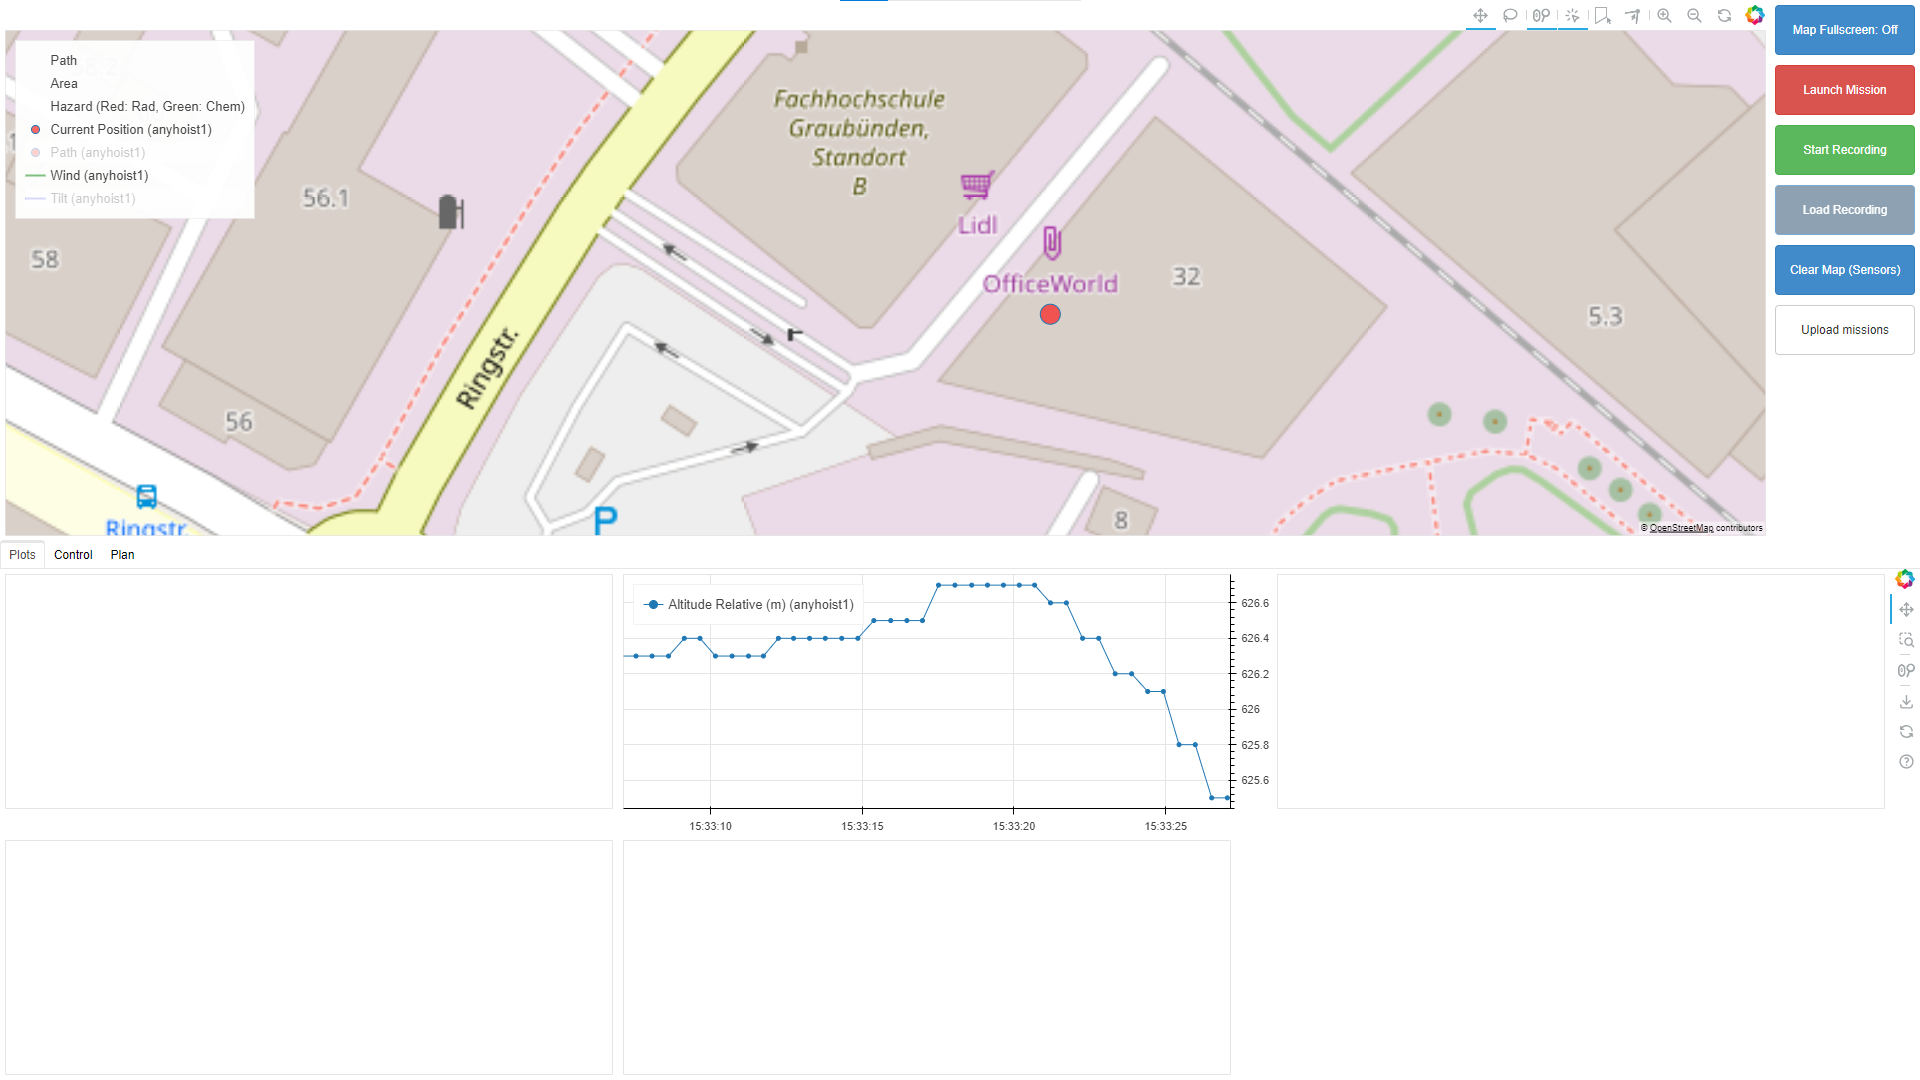 Map Fullscreen: Off
Launch Mission
Start Recording
Load Recording
Clear Map (Sensors)
Upload missions
Path
Area
Hazard (Red: Rad, Green: Chem)
Current Position (anyhoist1)
Path (anyhoist1)
Wind (anyhoist1)
Tilt (anyhoist1)
Fachhochschule
Graubünden,
Standort
B
56.1
Lidl
58
OfficeWorld
32
5.3
Ringstr.
56
P
Ringstr.
8
© OpenStreetMap contributors
Plots Control Plan
Altitude Relative (m) (anyhoist1)
626.6
626.4
626.2
626
625.8
625.6
15:33:10 15:33:15 15:33:20 15:33:25